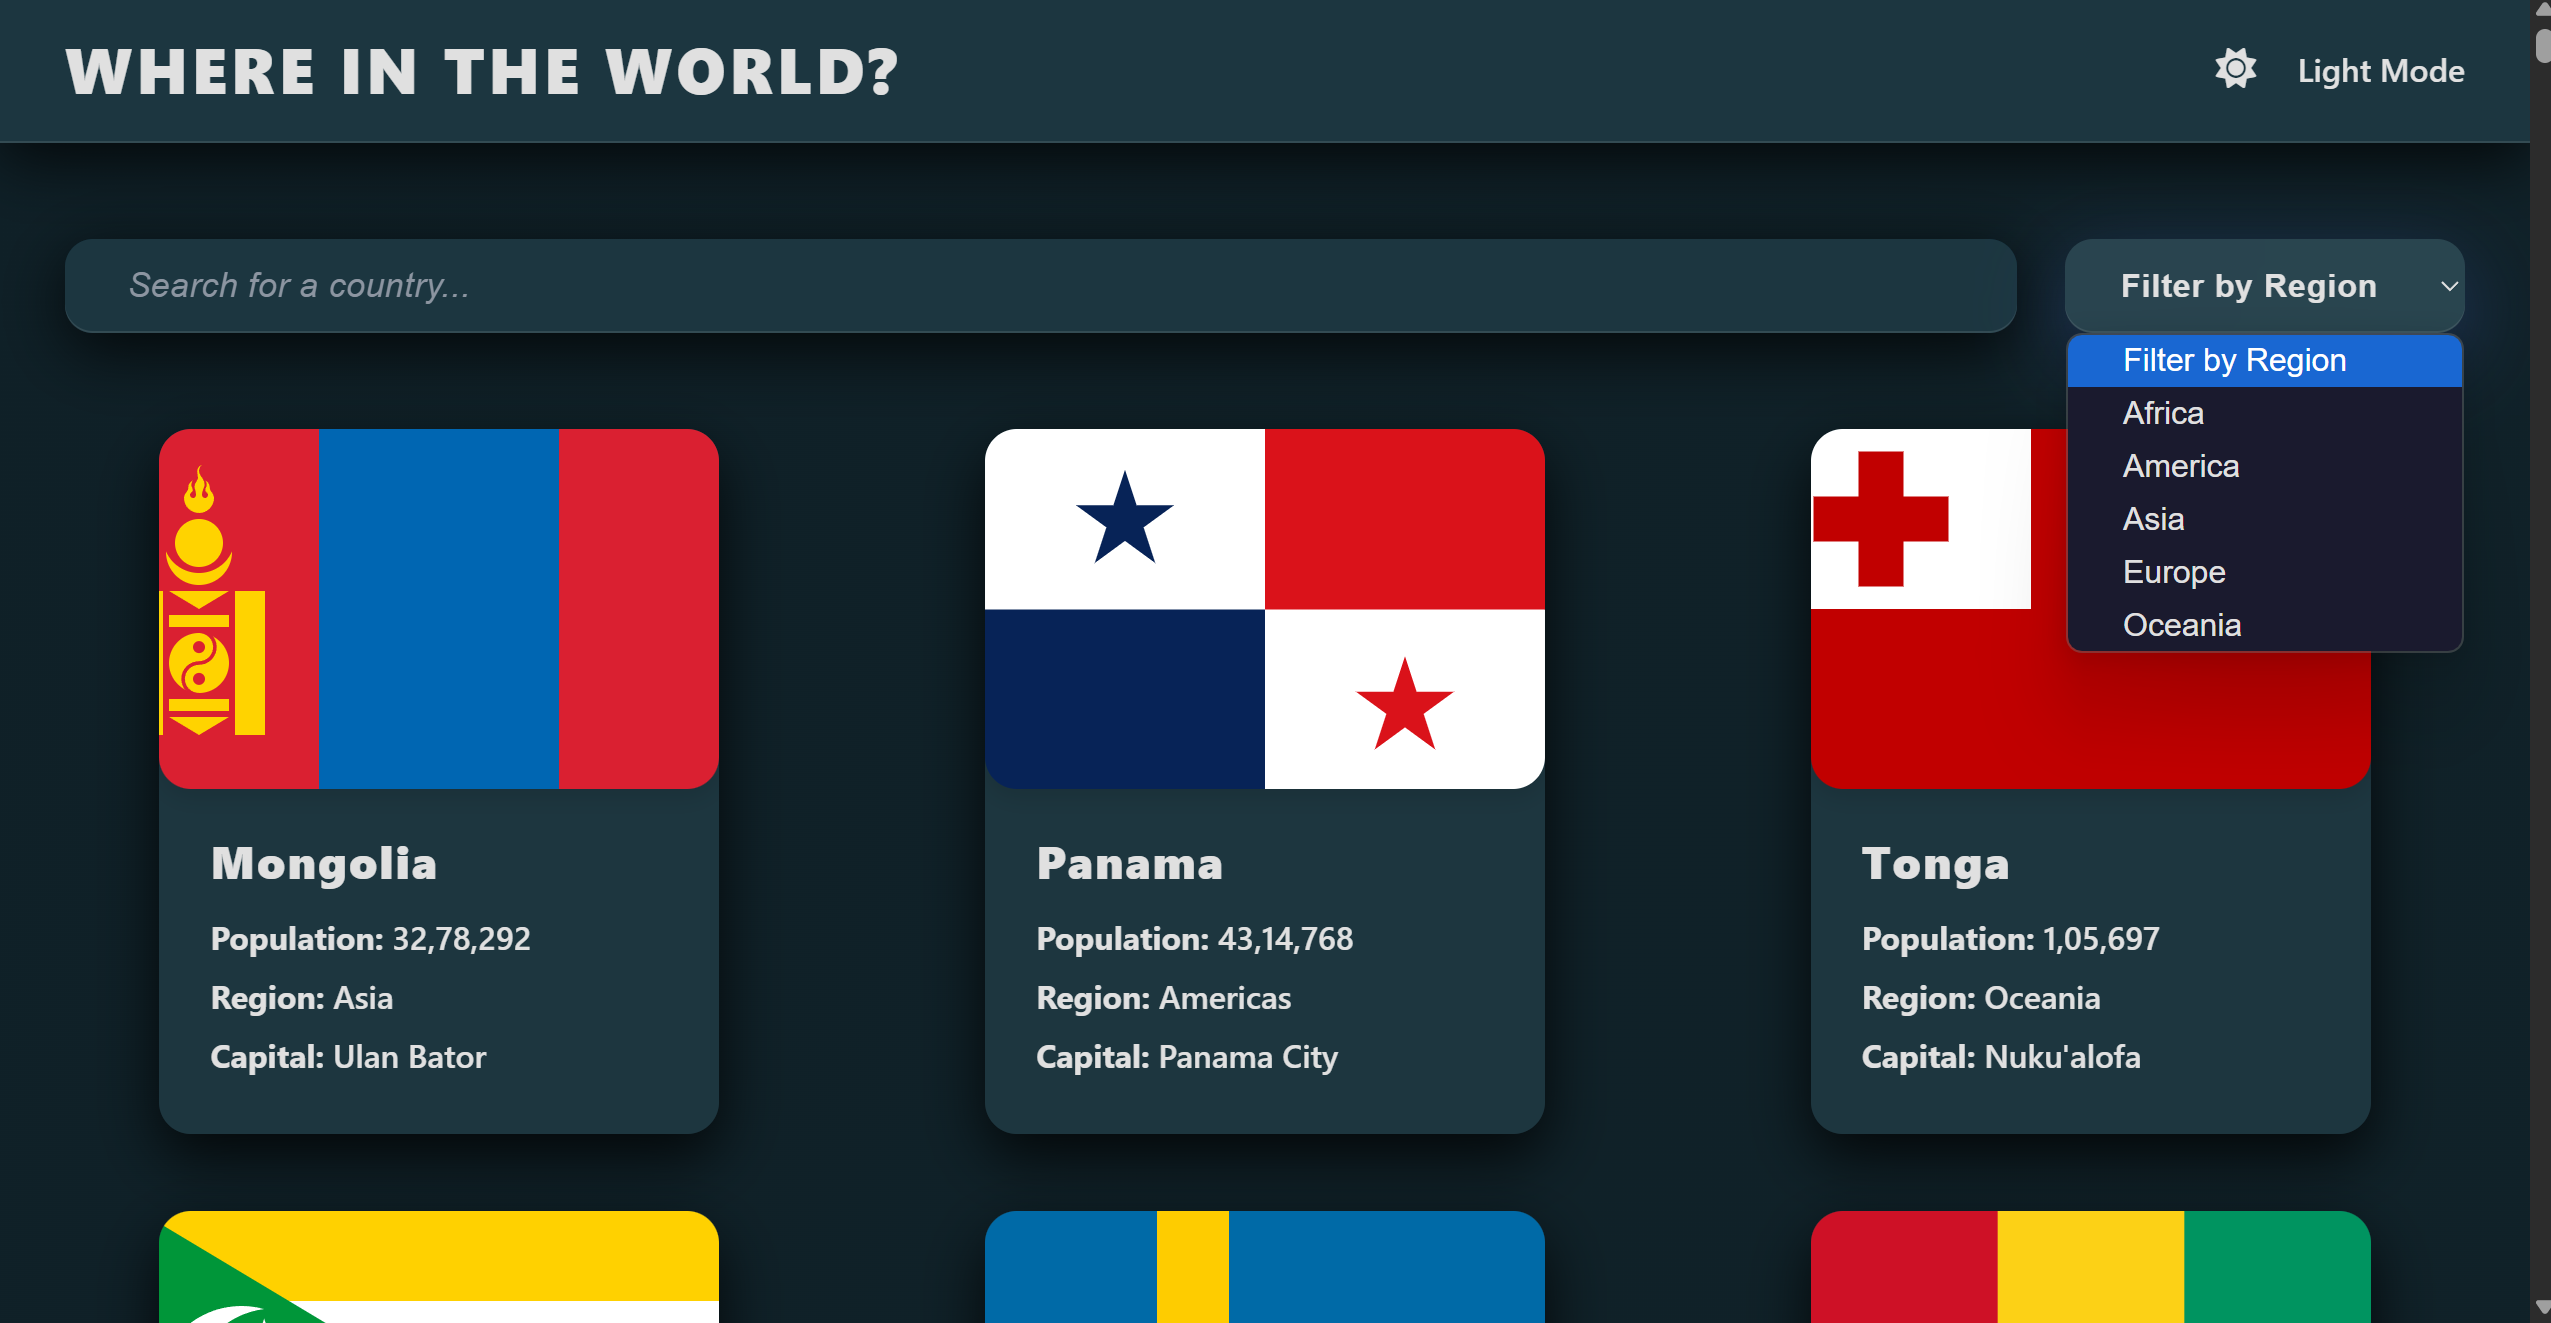 WHERE IN THE WORLD?
Light Mode
Search for a country...
Filter by Region
Filter by Region
Africa
America
Asia
Europe
Oceania
Mongolia
Population: 32,78,292
Region: Asia
Capital: Ulan Bator
Panama
Population: 43,14,768
Region: Americas
Capital: Panama City
Tonga
Population: 1,05,697
Region: Oceania
Capital: Nuku'alofa